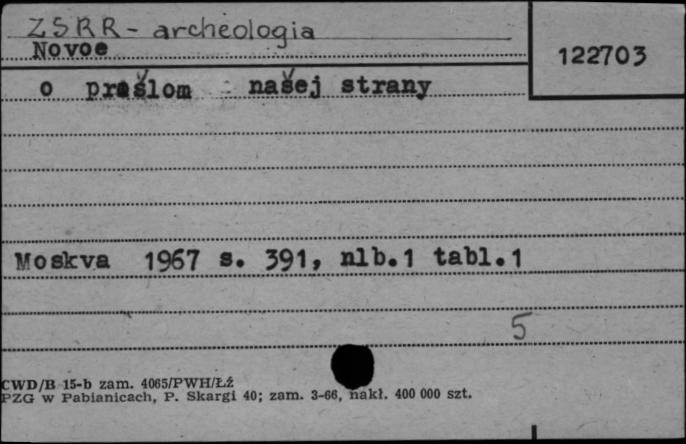 ZSRR - archeologia
Novoe
122703
o prošlom našej strany
Moskva 1967 s. 391, nlb.1 tabl.1
5
CWD/B 15-b zam. 4065/PWH/Łź
PZG w Pabianicach, P. Skargi 40; zam. 3-66, nakł. 400 000 szt.